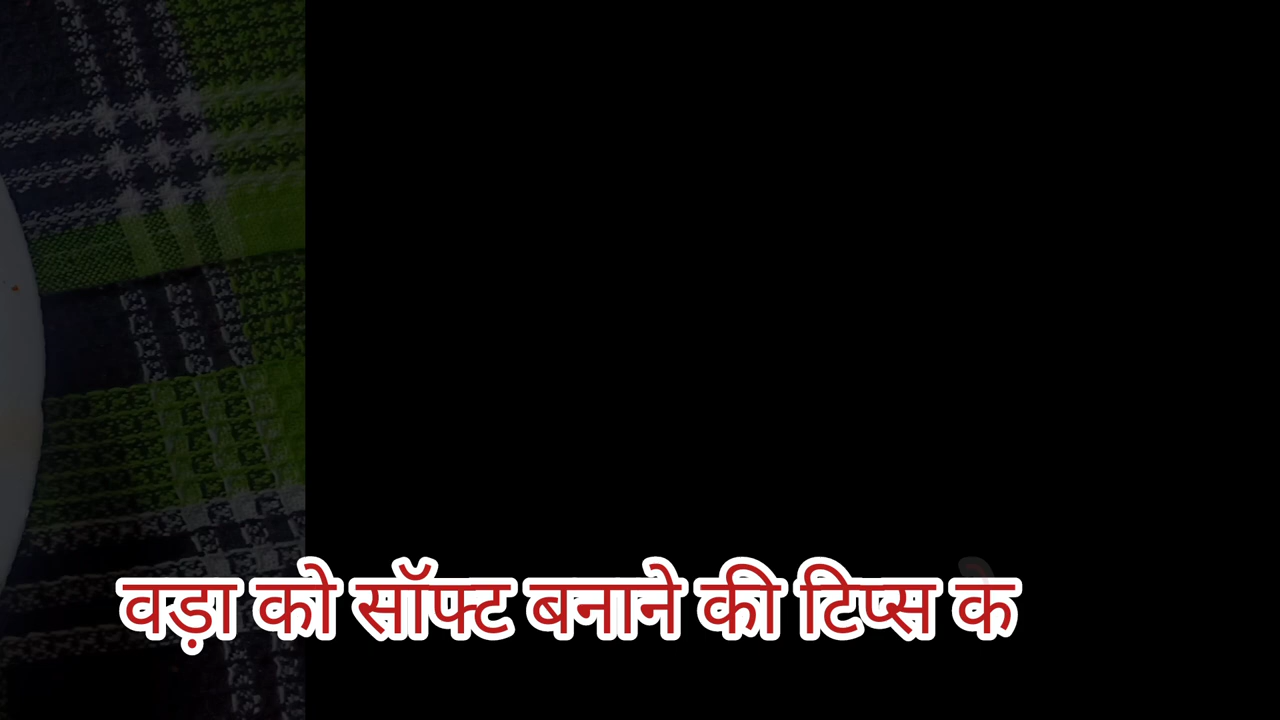 वड़ा को सॉफ्ट बनाने की टिप्स क